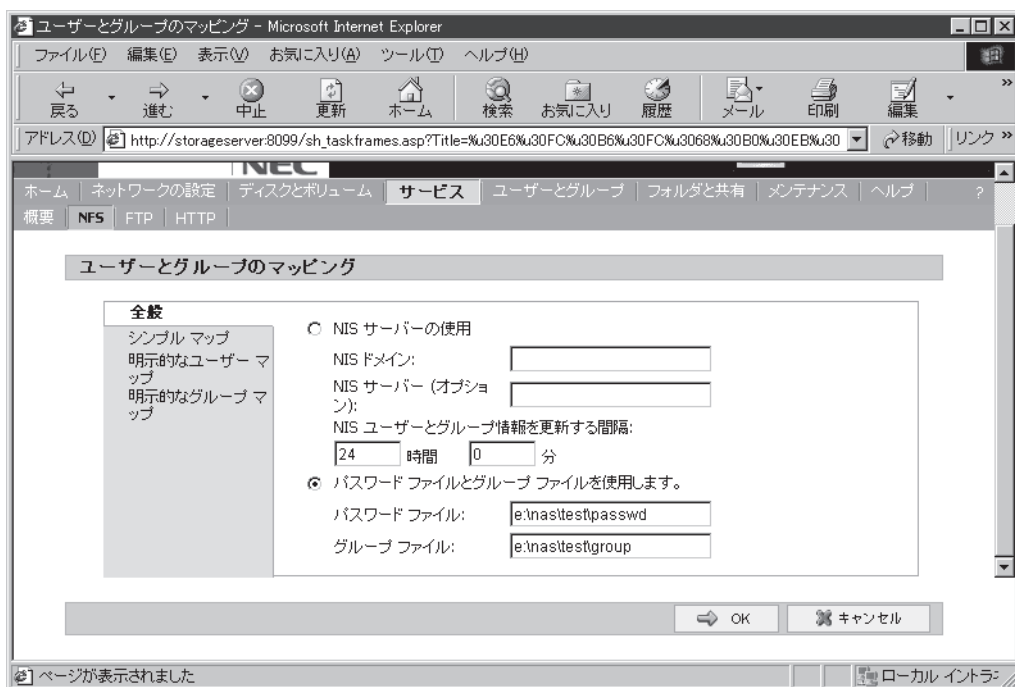 ユーザーとグループのマッピング - Microsoft Internet Explorer
ファイル(F) 編集(E) 表示(V) お気に入り(A) ツール(T) ヘルプ(H)
戻る 進む 中止 更新 ホーム 検索 お気に入り 履歴 メール 印刷 編集 »
アドレス(D) http://storageserver:8099/sh_taskframes.asp?Title=%u30E6%u30FC%u30B6%u30FC%u3068%u30B0%u30EB%u30 移動 リンク »
NEC
ホーム ネットワークの設定 ディスクとボリューム サービス ユーザーとグループ フォルダと共有 メンテナンス ヘルプ ?
概要 NFS FTP HTTP
ユーザーとグループのマッピング
全般
シンプル マップ
明示的なユーザー マ
ップ
明示的なグループ マ
ップ
NIS サーバーの使用
NIS ドメイン:
NIS サーバー (オプショ
ン):
NIS ユーザーとグループ情報を更新する間隔:
24 時間 0 分
パスワード ファイルとグループ ファイルを使用します。
パスワード ファイル: e:\nas\test\passwd
グループ ファイル: e:\nas\test\group
OK キャンセル
ページが表示されました ローカル イントラ